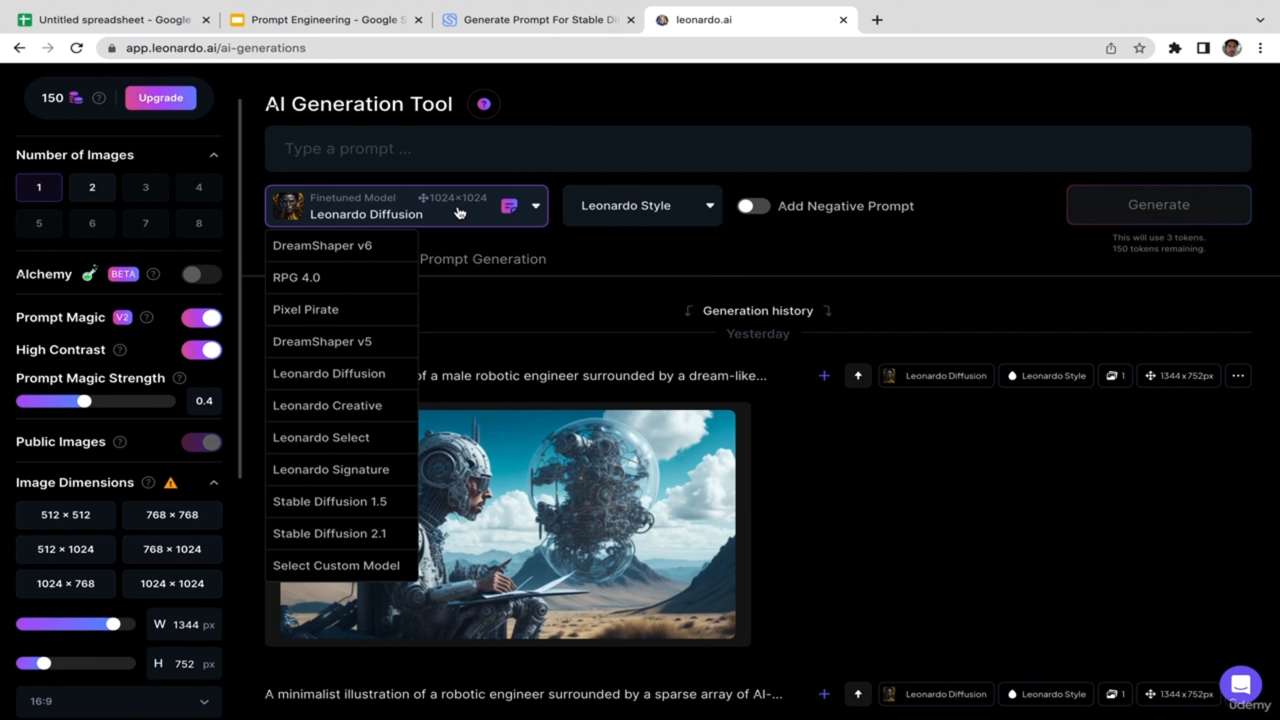 Untitled spreadsheet - Google
Prompt Engineering - Google S
Generate Prompt For Stable Di
leonardo.ai
app.leonardo.ai/ai-generations
150
Upgrade
Number of Images
1 2 3 4
5 6 7 8
Alchemy BETA
Prompt Magic V2
High Contrast
Prompt Magic Strength
0.4
Public Images
Image Dimensions
512 × 512 768 × 768
512 × 1024 768 × 1024
1024 × 768 1024 × 1024
W 1344 px
H 752 px
16:9
AI Generation Tool
Type a prompt ...
Finetuned Model 1024×1024
Leonardo Diffusion
Leonardo Style
Add Negative Prompt
Generate
This will use 3 tokens.
150 tokens remaining.
DreamShaper v6
RPG 4.0
Pixel Pirate
DreamShaper v5
Leonardo Diffusion
Leonardo Creative
Leonardo Select
Leonardo Signature
Stable Diffusion 1.5
Stable Diffusion 2.1
Select Custom Model
Prompt Generation
Generation history
Yesterday
of a male robotic engineer surrounded by a dream-like...
Leonardo Diffusion Leonardo Style 1 1344x752px
A minimalist illustration of a robotic engineer surrounded by a sparse array of AI-...
Leonardo Diffusion Leonardo Style 1 1344x752px
ûdemy